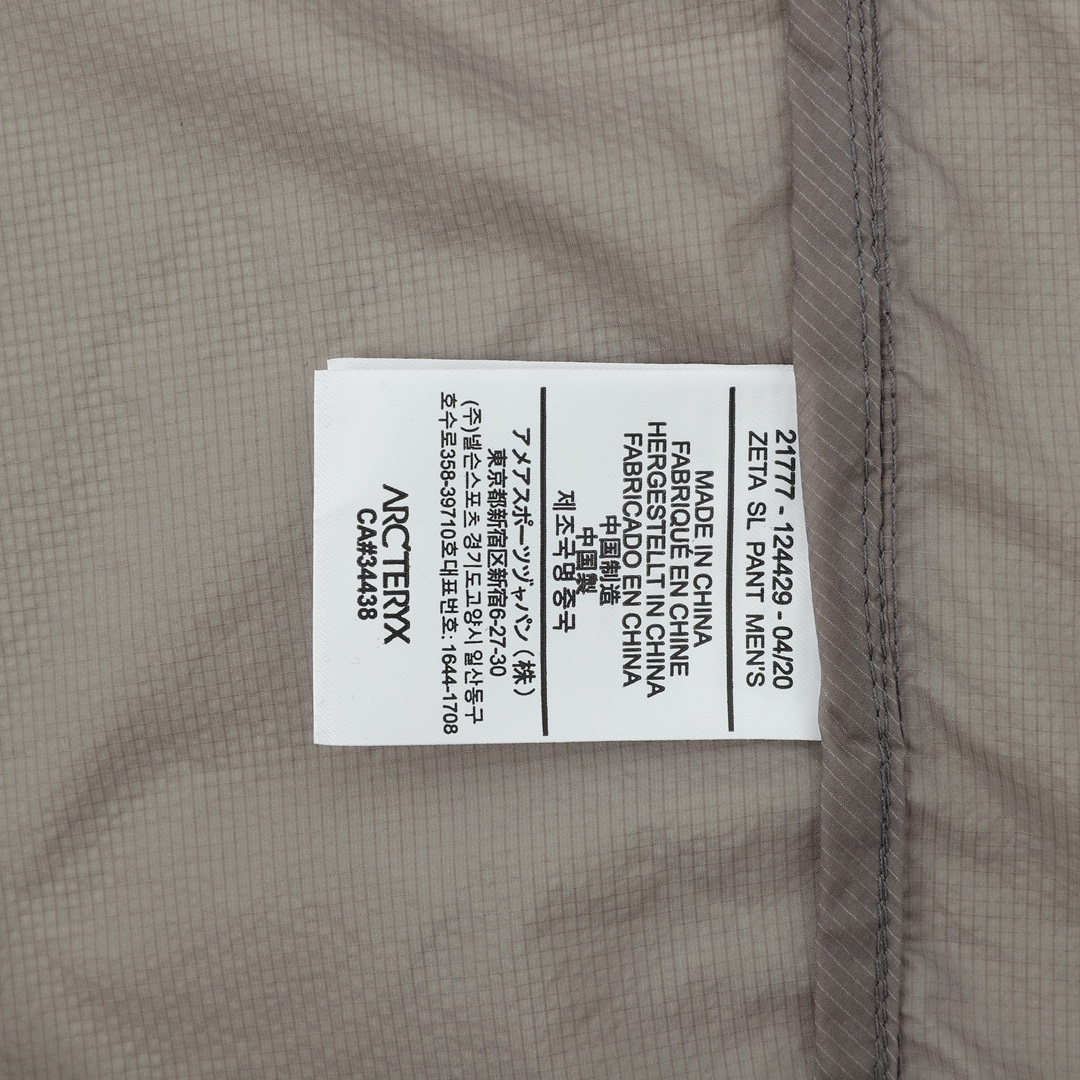 21777 - 124429 - 04/20
ZETA SL PANT MEN'S
MADE IN CHINA
FABRIQUÉ EN CHINE
HERGESTELLT IN CHINA
FABRICADO EN CHINA
中国制造
中国製
제조국명 중국
アメアスポーツジャパン (株)
東京都新宿区新宿6-27-30
(주)넬슨스포츠 경기도고양시일산동구
호수로358-39710호대표번호: 1644-1708
ARC'TERYX
CA#34438